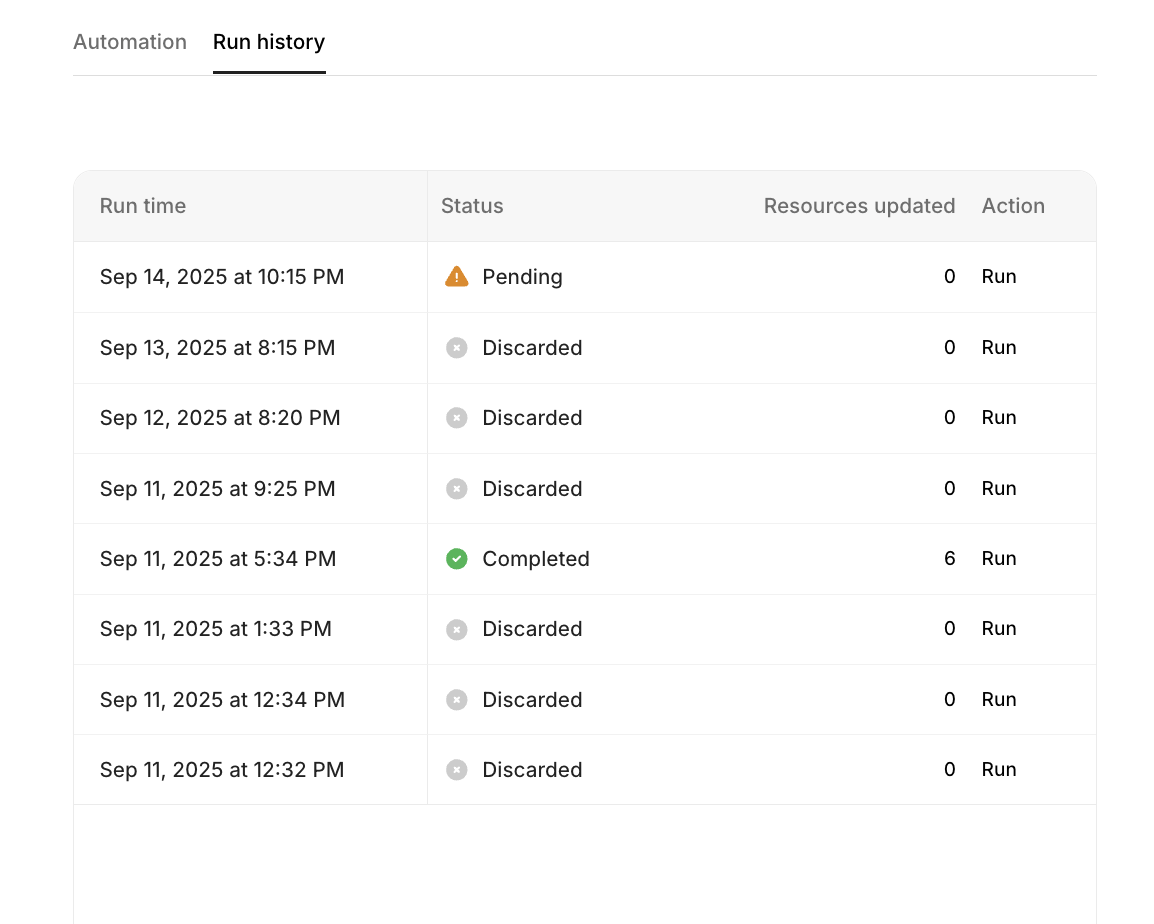 Automation Run history
Run time Status Resources updated Action
Sep 14, 2025 at 10:15 PM Pending 0 Run
Sep 13, 2025 at 8:15 PM Discarded 0 Run
Sep 12, 2025 at 8:20 PM Discarded 0 Run
Sep 11, 2025 at 9:25 PM Discarded 0 Run
Sep 11, 2025 at 5:34 PM Completed 6 Run
Sep 11, 2025 at 1:33 PM Discarded 0 Run
Sep 11, 2025 at 12:34 PM Discarded 0 Run
Sep 11, 2025 at 12:32 PM Discarded 0 Run